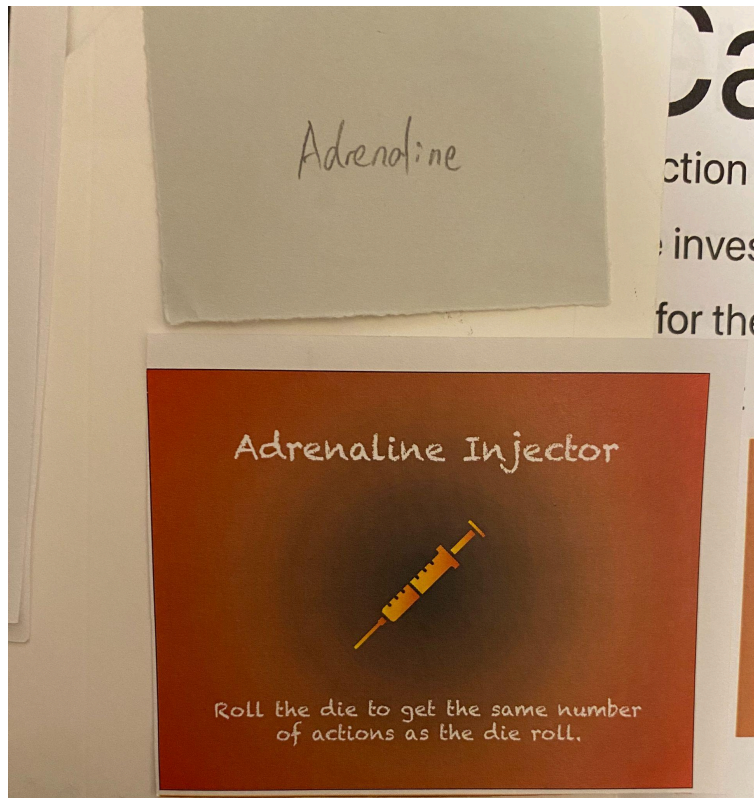 Adrenaline
Ca
ction
inves
for the
Adrenaline Injector
Roll the die to get the same number
of actions as the die roll.